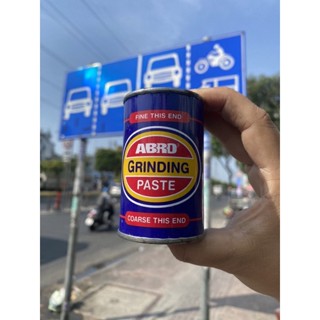 FINE THIS END
ABRO®
GRINDING
PASTE
COARSE THIS END